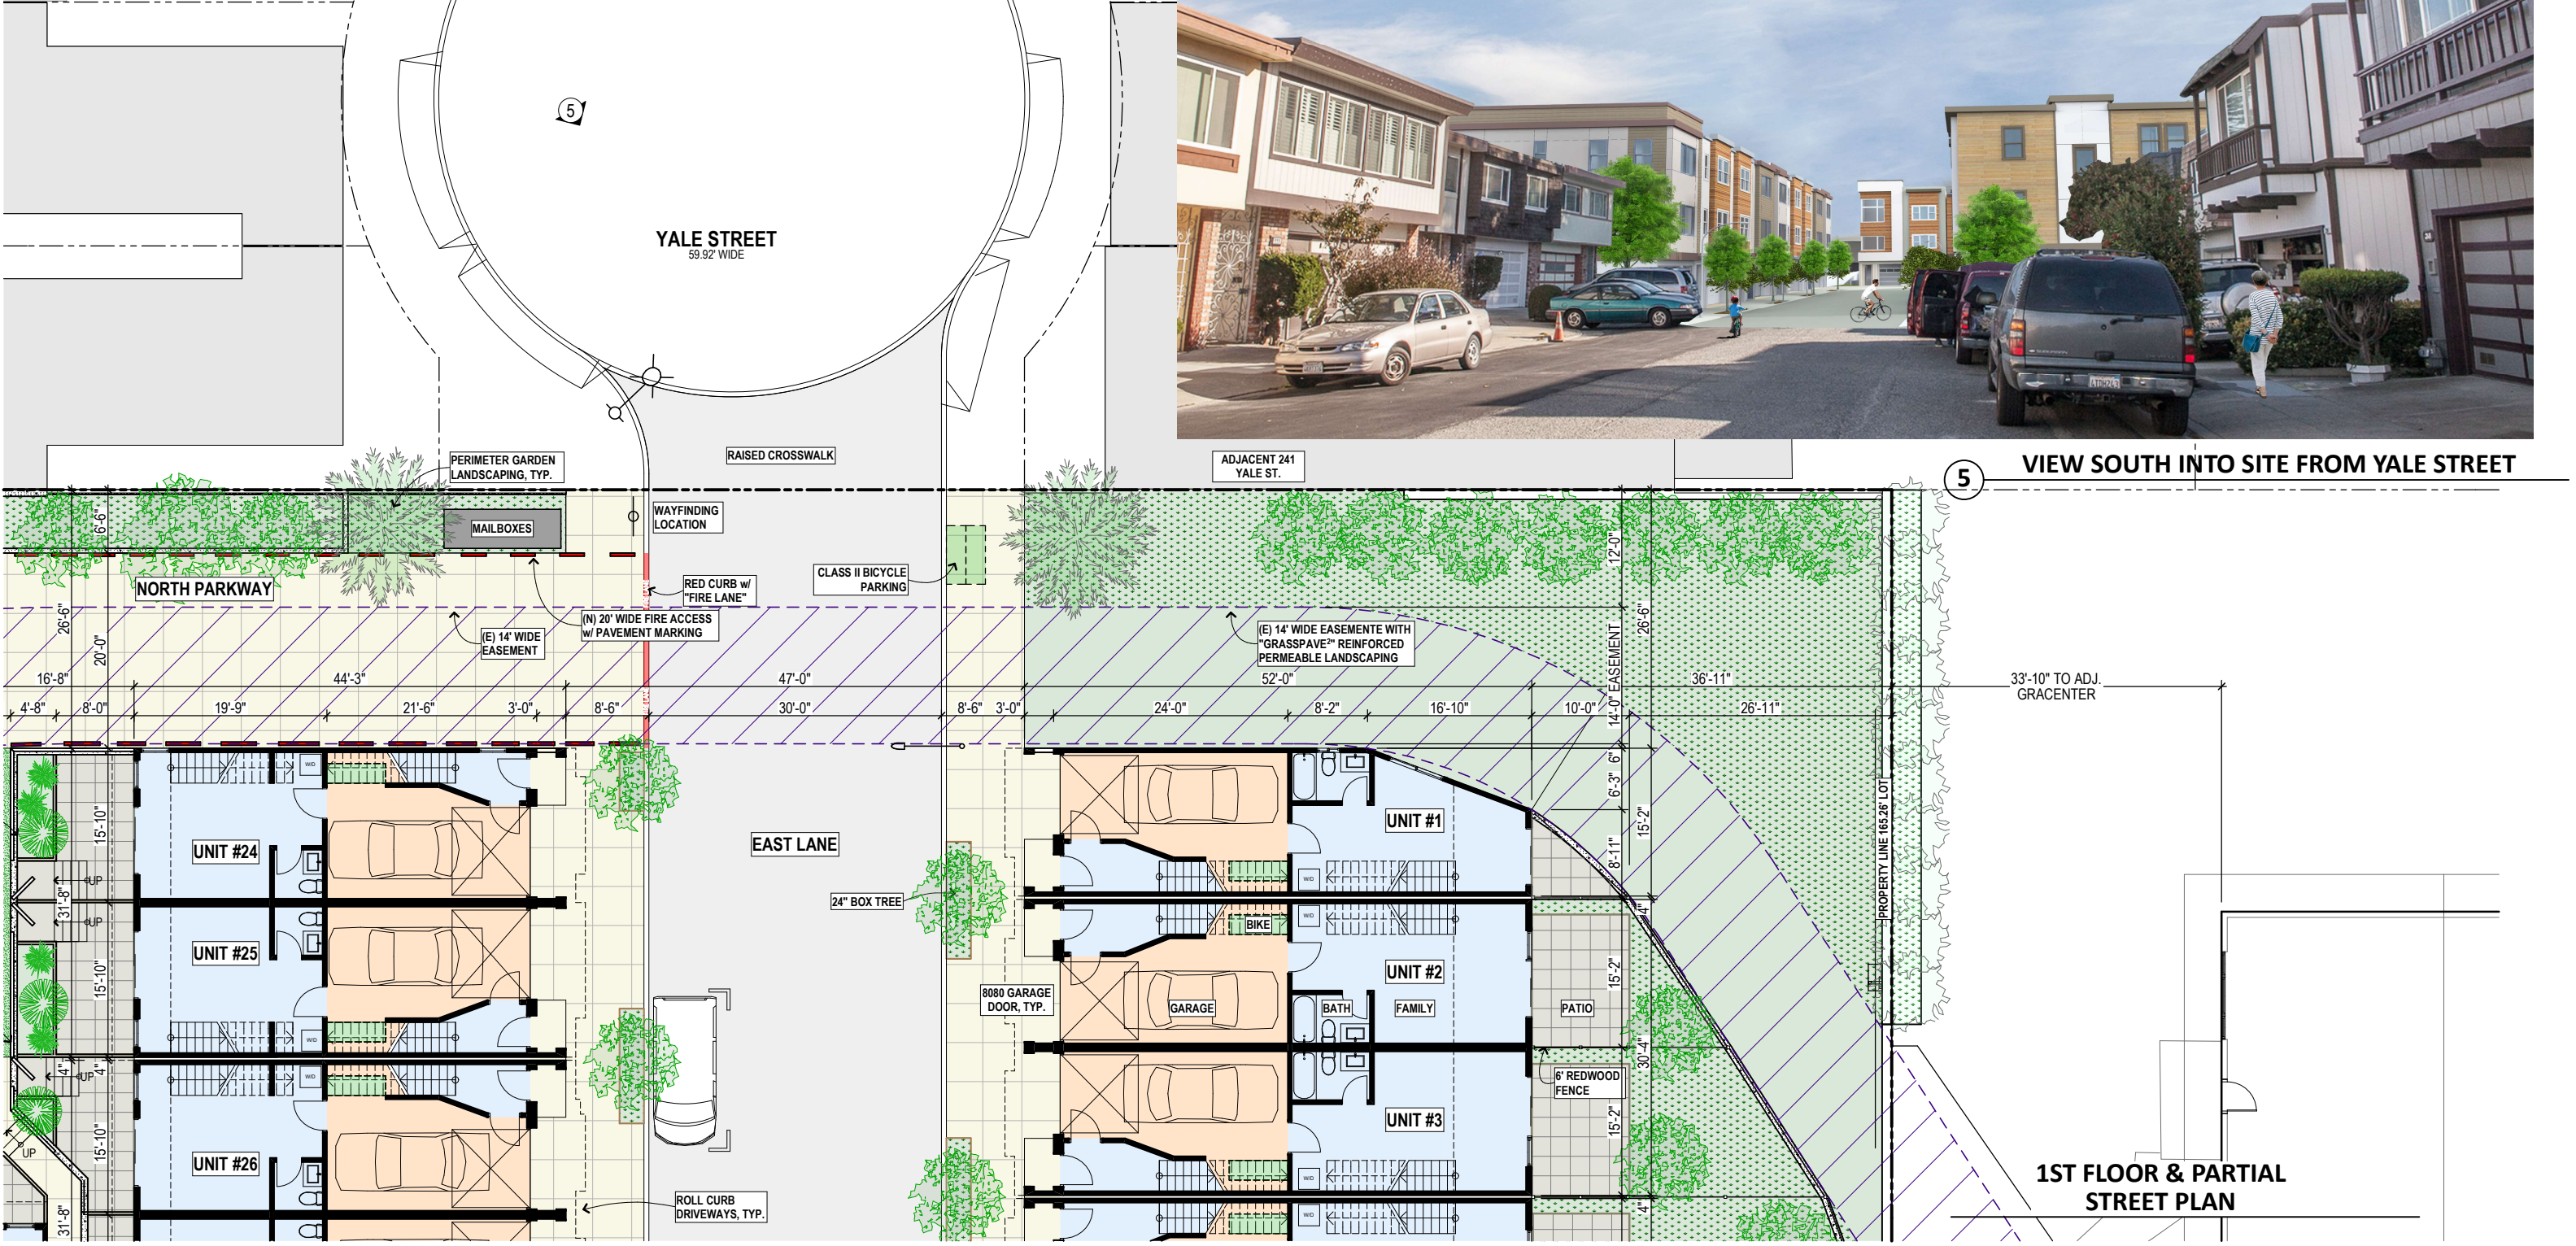 5
YALE STREET
59.92' WIDE
5
VIEW SOUTH INTO SITE FROM YALE STREET
PERIMETER GARDEN
LANDSCAPING, TYP.
RAISED CROSSWALK
ADJACENT 241
YALE ST.
6'-6"
MAILBOXES
WAYFINDING
LOCATION
12'-0"
NORTH PARKWAY
RED CURB w/
"FIRE LANE"
CLASS II BICYCLE
PARKING
26'-6"
20'-0"
(E) 14' WIDE
EASEMENT
(N) 20' WIDE FIRE ACCESS
w/ PAVEMENT MARKING
(E) 14' WIDE EASEMENTE WITH
"GRASSPAVE²" REINFORCED
PERMEABLE LANDSCAPING
14'-0" EASEMENT
26'-6"
16'-8"
44'-3"
47'-0"
52'-0"
36'-11"
33'-10" TO ADJ.
GRACENTER
4'-8"
8'-0"
19'-9"
21'-6"
3'-0"
8'-6"
30'-0"
8'-6"
3'-0"
24'-0"
8'-2"
16'-10"
10'-0"
26'-11"
6"
6'-3"
15'-2"
8'-11"
4"
PROPERTY LINE 165.26' LOT
W/D
15'-10"
UNIT #24
EAST LANE
UNIT #1
UP
31'-8"
UP
W/D
24" BOX TREE
BIKE
W/D
UNIT #25
15'-10"
UNIT #2
15'-2"
8080 GARAGE
DOOR, TYP.
GARAGE
BATH
FAMILY
PATIO
W/D
4"
4"
UP
W/D
30'-4"
6' REDWOOD
FENCE
15'-10"
UNIT #26
UNIT #3
15'-2"
UP
W/D
ROLL CURB
DRIVEWAYS, TYP.
31'-8"
W/D
4"
1ST FLOOR & PARTIAL
STREET PLAN